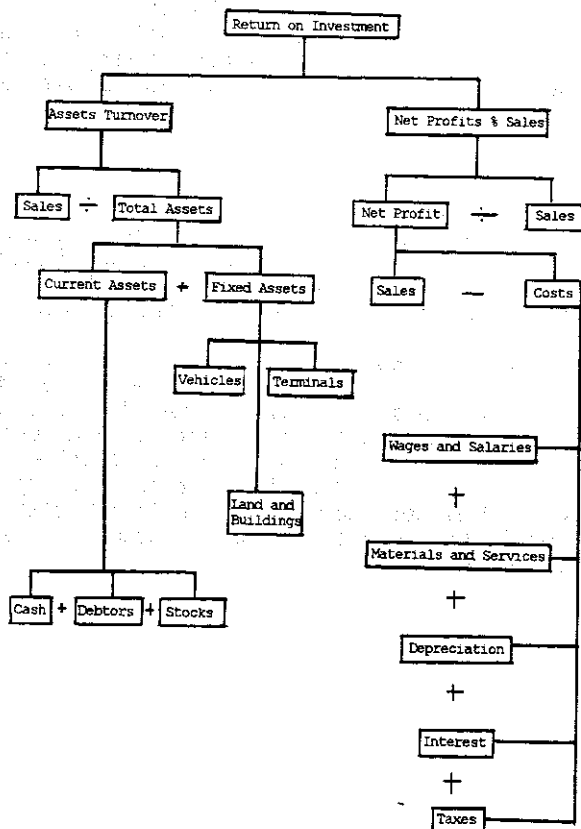 Return on Investment
Assets Turnover
Net Profits % Sales
Sales ÷ Total Assets
Net Profit ÷ Sales
Current Assets + Fixed Assets
Sales - Costs
Vehicles
Terminals
Wages and Salaries
+
Land and
Buildings
Materials and Services
+
Cash + Debtors + Stocks
Depreciation
+
Interest
+
Taxes